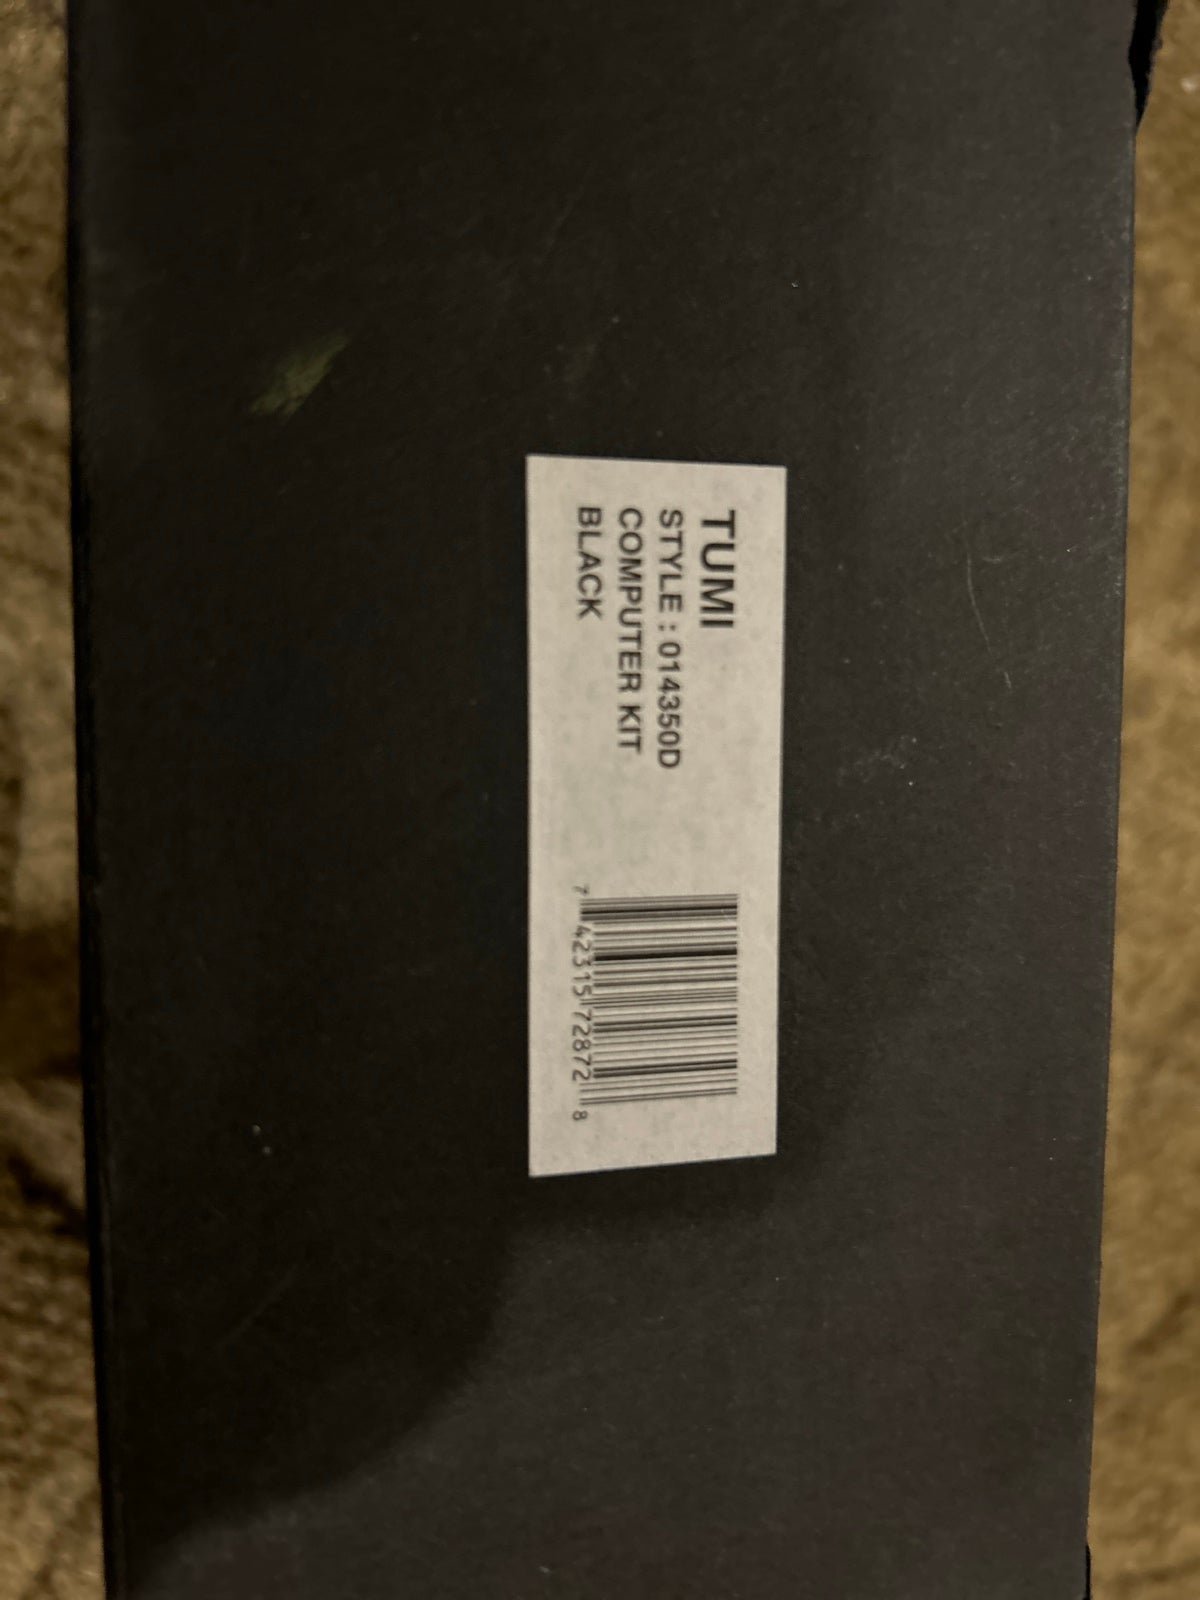 TUMI
STYLE : 014350D
COMPUTER KIT
BLACK
7 42315 72872 8